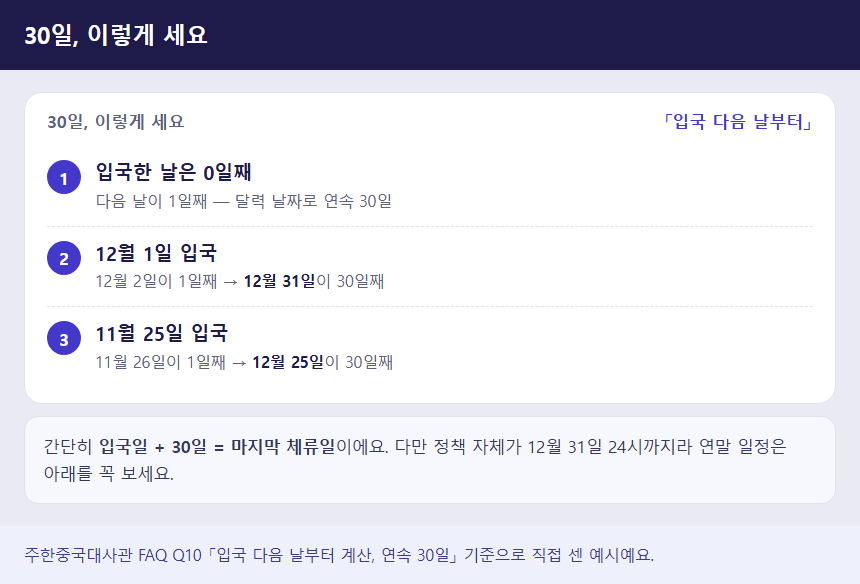 30일, 이렇게 세요
30일, 이렇게 세요
「입국 다음 날부터」
1
입국한 날은 0일째
다음 날이 1일째 — 달력 날짜로 연속 30일
2
12월 1일 입국
12월 2일이 1일째 → 12월 31일이 30일째
3
11월 25일 입국
11월 26일이 1일째 → 12월 25일이 30일째
간단히 입국일 + 30일 = 마지막 체류일이에요. 다만 정책 자체가 12월 31일 24시까지라 연말 일정은
아래를 꼭 보세요.
주한중국대사관 FAQ Q10 「입국 다음 날부터 계산, 연속 30일」 기준으로 직접 센 예시예요.